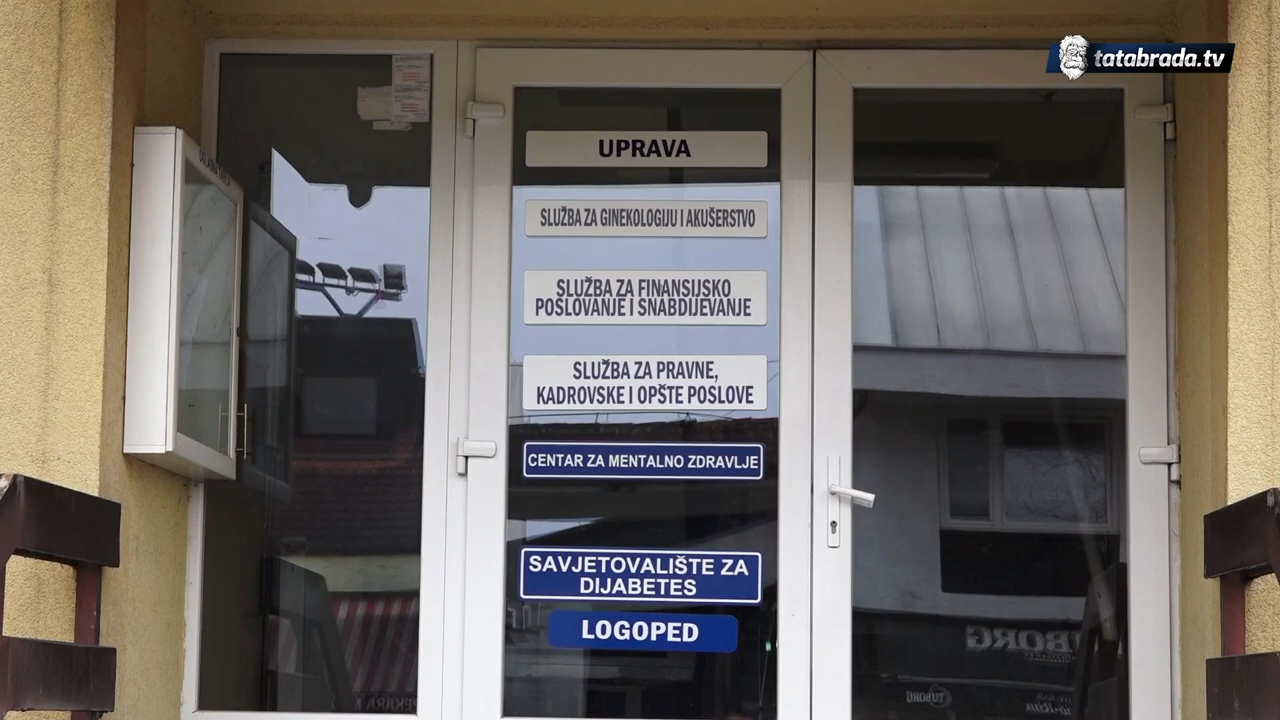 tatabrada.tv
UPRAVA
SLUŽBA ZA GINEKOLOGIJU I AKUŠERSTVO
SLUŽBA ZA FINANSIJSKO
POSLOVANJE I SNABDIJEVANJE
SLUŽBA ZA PRAVNE,
KADROVSKE I OPŠTE POSLOVE
CENTAR ZA MENTALNO ZDRAVLJE
SAVJETOVALIŠTE ZA
DIJABETES
LOGOPED
TUBORG